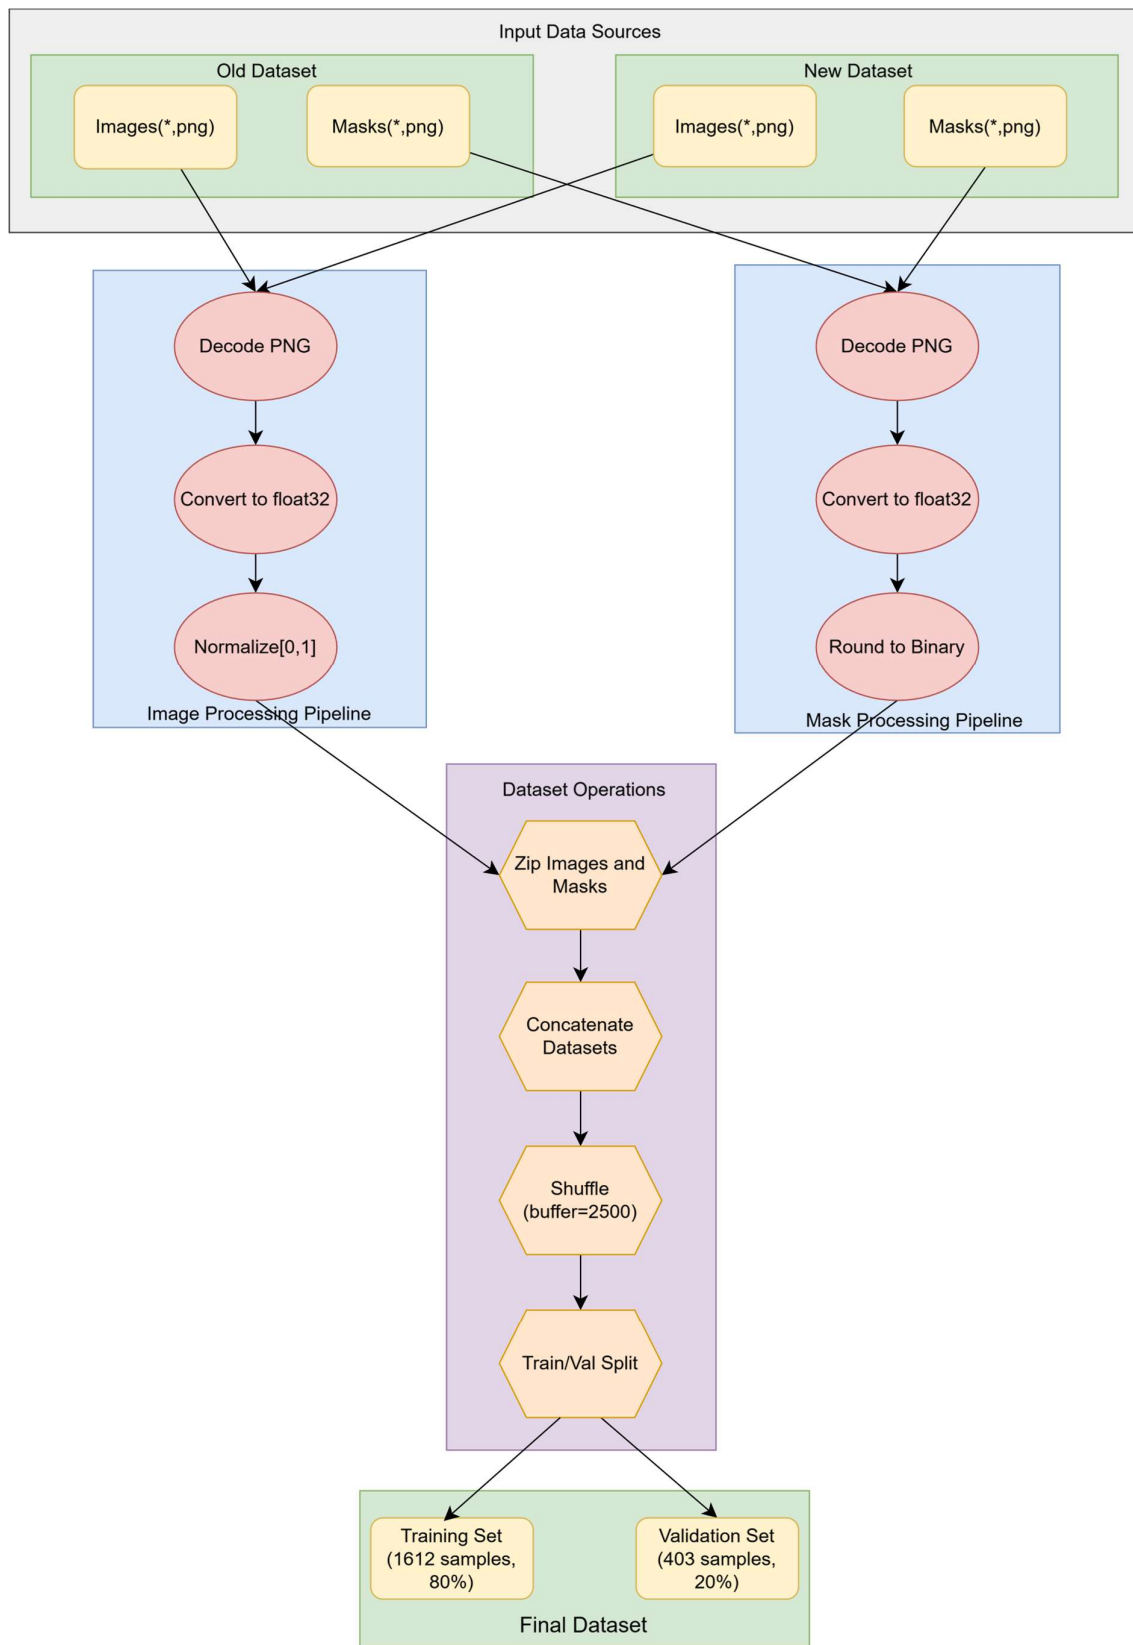 Input Data Sources
Old Dataset
New Dataset
Images(*,png)
Masks(*,png)
Images(*,png)
Masks(*,png)
Decode PNG
Convert to float32
Normalize[0,1]
Image Processing Pipeline
Decode PNG
Convert to float32
Round to Binary
Mask Processing Pipeline
Dataset Operations
Zip Images and
Masks
Concatenate
Datasets
Shuffle
(buffer=2500)
Train/Val Split
Training Set
(1612 samples,
80%)
Validation Set
(403 samples,
20%)
Final Dataset